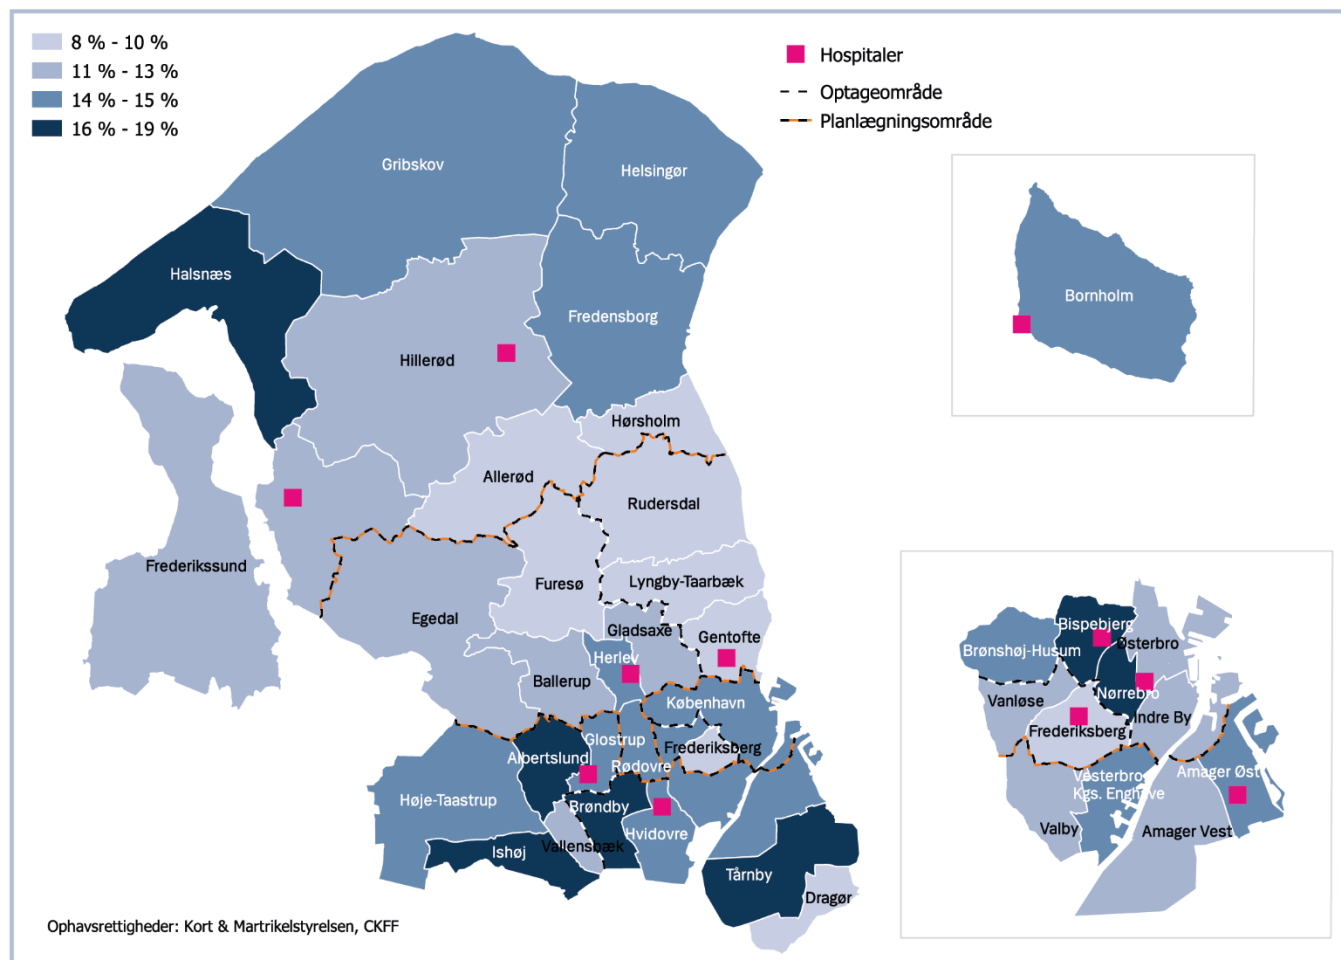 8 % - 10 %
11 % - 13 %
14 % - 15 %
16 % - 19 %
Hospitaler
Optageområde
Planlægningsområde
Gribskov
Helsingør
Halsnæs
Fredensborg
Bornholm
Hillerød
Hørsholm
Allerød
Rudersdal
Frederikssund
Furesø
Lyngby-Taarbæk
Egedal
Gladsaxe
Gentofte
Herlev
Ballerup
København
Glostrup
Frederiksberg
Albertslund
Rødovre
Høje-Taastrup
Brøndby
Hvidovre
Vallensbæk
Ishøj
Tårnby
Dragør
Bispebjerg
Østerbro
Brønshøj-Husum
Nørrebro
Vanløse
Indre By
Frederiksberg
Vesterbro
Kgs. Enghave
Amager Øst
Valby
Amager Vest
Ophavsrettigheder: Kort & Martrikelstyrelsen, CKFF